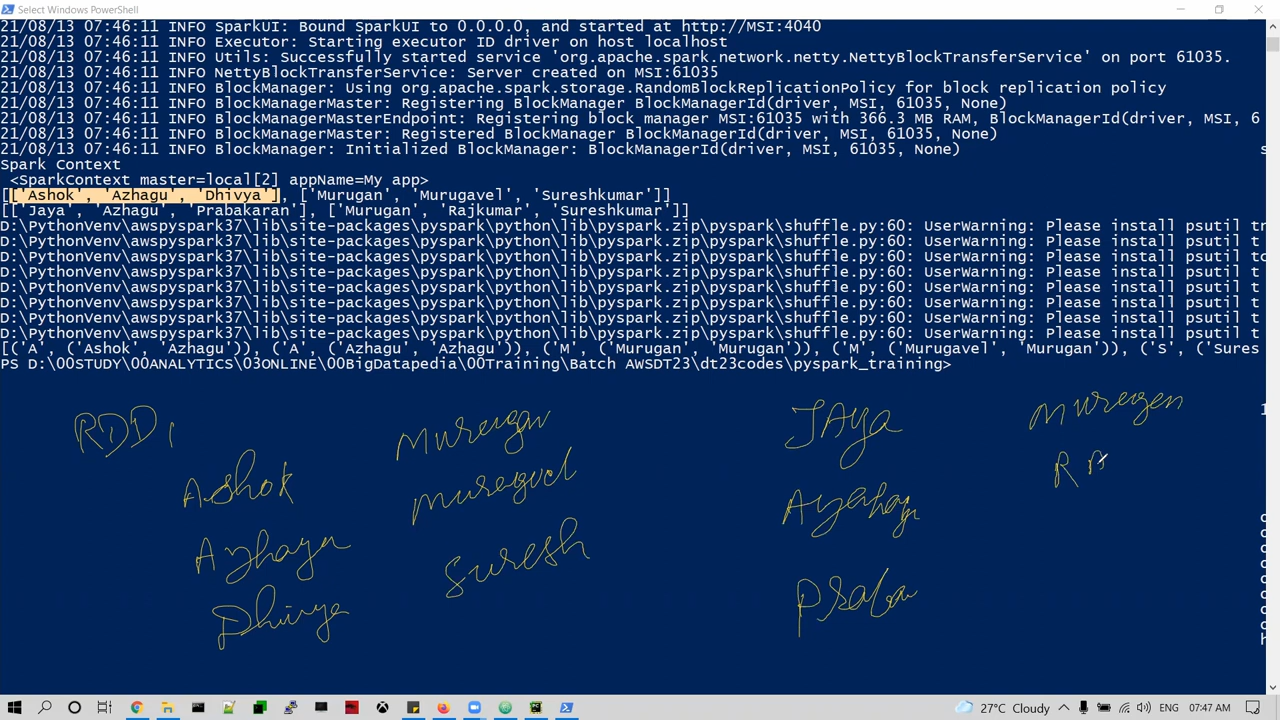 Select Windows PowerShell
21/08/13 07:46:11 INFO SparkUI: Bound SparkUI to 0.0.0.0, and started at http://MSI:4040
21/08/13 07:46:11 INFO Executor: Starting executor ID driver on host localhost
21/08/13 07:46:11 INFO Utils: Successfully started service 'org.apache.spark.network.netty.NettyBlockTransferService' on port 61035.
21/08/13 07:46:11 INFO NettyBlockTransferService: Server created on MSI:61035
21/08/13 07:46:11 INFO BlockManager: Using org.apache.spark.storage.RandomBlockReplicationPolicy for block replication policy
21/08/13 07:46:11 INFO BlockManagerMaster: Registering BlockManager BlockManagerId(driver, MSI, 61035, None)
21/08/13 07:46:11 INFO BlockManagerMasterEndpoint: Registering block manager MSI:61035 with 366.3 MB RAM, BlockManagerId(driver, MSI, 6
21/08/13 07:46:11 INFO BlockManagerMaster: Registered BlockManager BlockManagerId(driver, MSI, 61035, None)
21/08/13 07:46:11 INFO BlockManager: Initialized BlockManager: BlockManagerId(driver, MSI, 61035, None)
Spark Context
<SparkContext master=local[2] appName=My app>
[['Ashok', 'Azhagu', 'Dhivya'], ['Murugan', 'Murugavel', 'Sureshkumar']]
[['Jaya', 'Azhagu', 'Prabakaran'], ['Murugan', 'Rajkumar', 'Sureshkumar']]
D:\PythonVenv\awspyspark37\lib\site-packages\pyspark\python\lib\pyspark.zip\pyspark\shuffle.py:60: UserWarning: Please install psutil tr
D:\PythonVenv\awspyspark37\lib\site-packages\pyspark\python\lib\pyspark.zip\pyspark\shuffle.py:60: UserWarning: Please install psutil t
D:\PythonVenv\awspyspark37\lib\site-packages\pyspark\python\lib\pyspark.zip\pyspark\shuffle.py:60: UserWarning: Please install psutil tc
D:\PythonVenv\awspyspark37\lib\site-packages\pyspark\python\lib\pyspark.zip\pyspark\shuffle.py:60: UserWarning: Please install psutil t
D:\PythonVenv\awspyspark37\lib\site-packages\pyspark\python\lib\pyspark.zip\pyspark\shuffle.py:60: UserWarning: Please install psutil t
D:\PythonVenv\awspyspark37\lib\site-packages\pyspark\python\lib\pyspark.zip\pyspark\shuffle.py:60: UserWarning: Please install psutil t
D:\PythonVenv\awspyspark37\lib\site-packages\pyspark\python\lib\pyspark.zip\pyspark\shuffle.py:60: UserWarning: Please install psutil t
D:\PythonVenv\awspyspark37\lib\site-packages\pyspark\python\lib\pyspark.zip\pyspark\shuffle.py:60: UserWarning: Please install psutil t
[('A', ('Ashok', 'Azhagu')), ('A', ('Azhagu', 'Azhagu')), ('M', ('Murugan', 'Murugan')), ('M', ('Murugavel', 'Murugan')), ('S', ('Sures
PS D:\00STUDY\00ANALYTICS\03ONLINE\00BigDatapedia\00Training\Batch AWSDT23\dt23codes\pyspark_training>
RDD1
Ashok
Azhagu
Dhivya
Murugan
Murugvel
Suresh
JAya
Azhagu
Praba
Murugan
RA
27°C Cloudy
ENG 07:47 AM